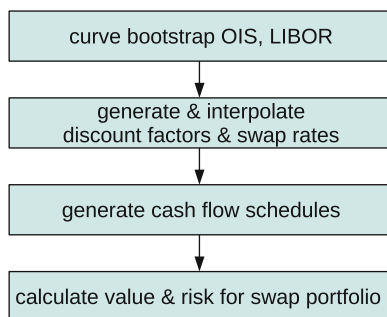 curve bootstrap OIS, LIBOR
generate & interpolate
discount factors & swap rates
generate cash flow schedules
calculate value & risk for swap portfolio